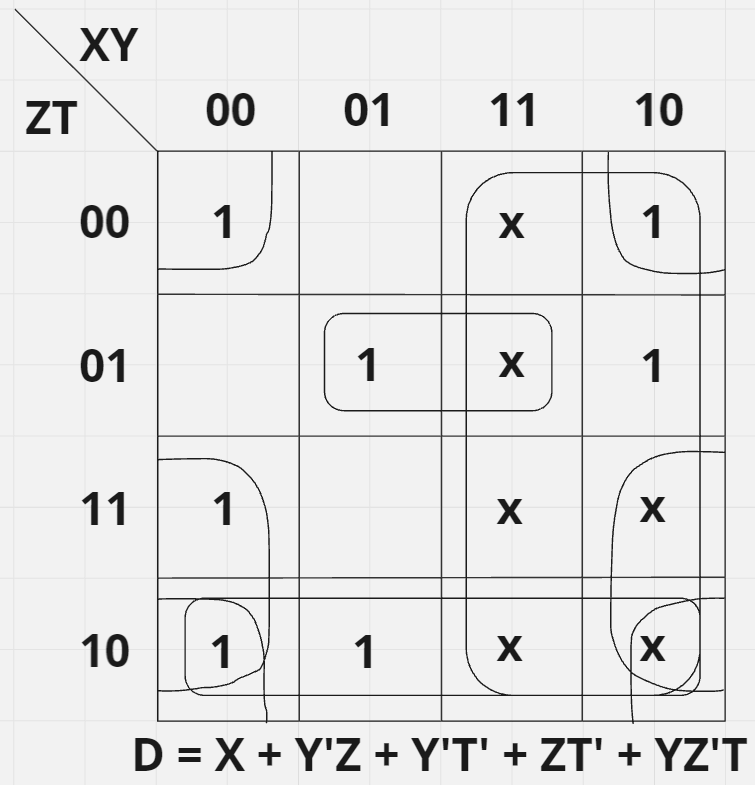 XY
ZT 00 01 11 10
00 1 x 1
01 1 x 1
11 1 x x
10 1 1 x x
D = X + Y'Z + Y'T' + ZT' + YZ'T